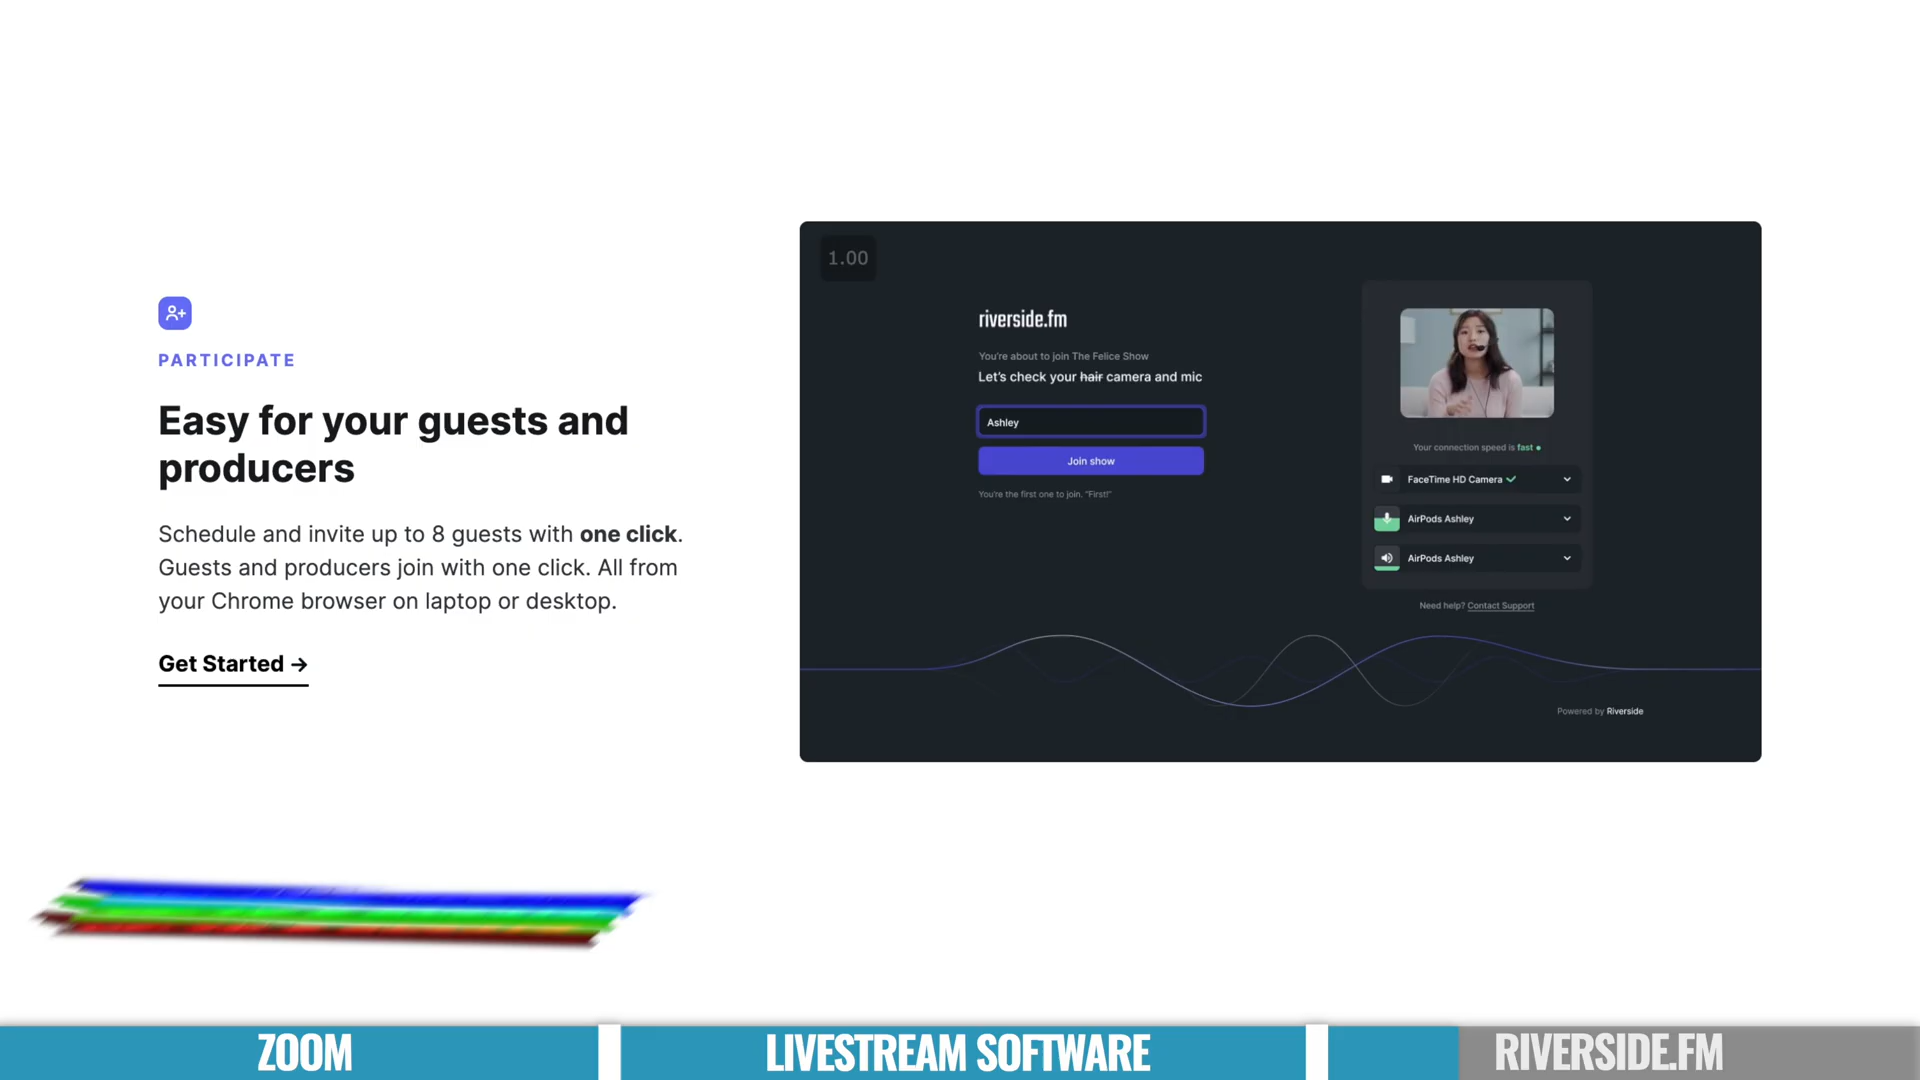 PARTICIPATE
Easy for your guests and
producers
Schedule and invite up to 8 guests with one click.
Guests and producers join with one click. All from
your Chrome browser on laptop or desktop.
Get Started →
1.00
riverside.fm
You're about to join The Felice Show
Let's check your hair camera and mic
Ashley
Join show
You're the first one to join. "First!"
Your connection speed is fast
FaceTime HD Camera
AirPods Ashley
AirPods Ashley
Need help? Contact Support
Powered by Riverside
ZOOM
LIVESTREAM SOFTWARE
RIVERSIDE.FM